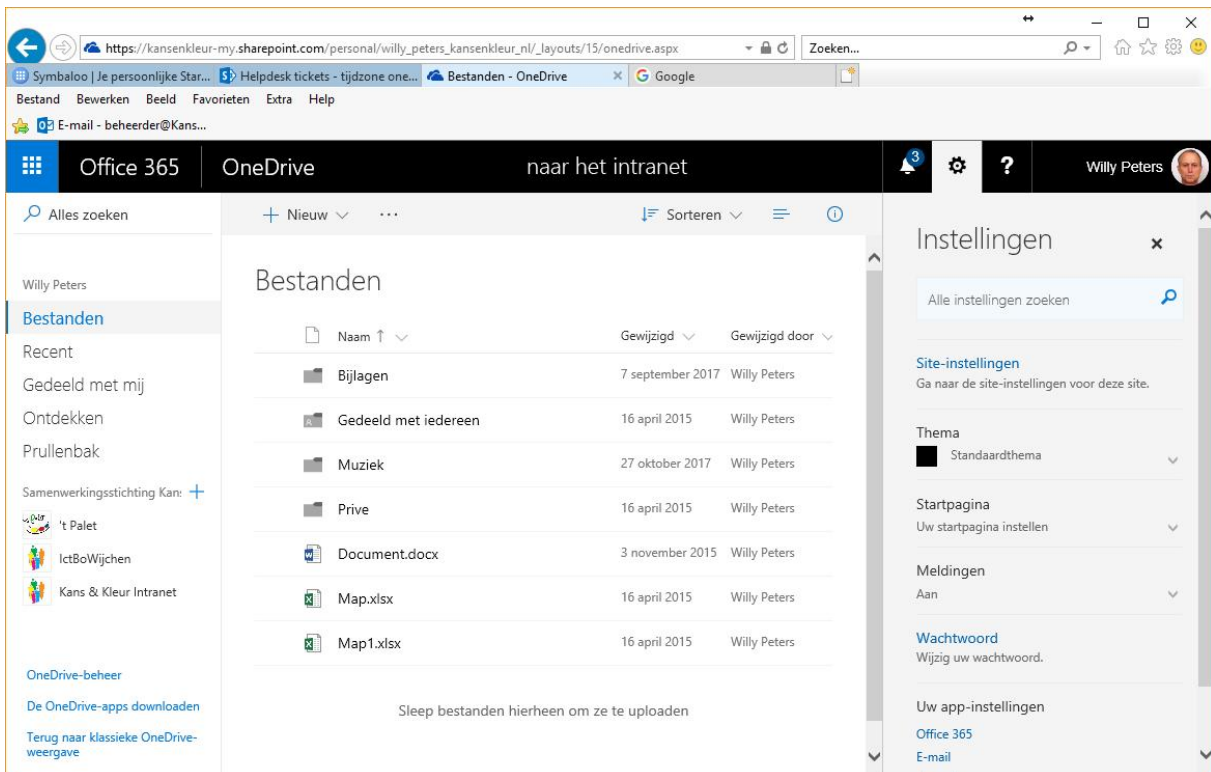 https://kansenkleur-my.sharepoint.com/personal/willy_peters_kansenkleur_nl/_layouts/15/onedrive.aspx
Zoeken...
Symbaloo | Je persoonlijke Star...
Helpdesk tickets - tijdzone one...
Bestanden - OneDrive
Google
Bestand Bewerken Beeld Favorieten Extra Help
E-mail - beheerder@Kans...
Office 365
OneDrive
naar het intranet
3
?
Willy Peters
Alles zoeken
Nieuw
...
Sorteren
Willy Peters
Bestanden
Recent
Gedeeld met mij
Ontdekken
Prullenbak
Samenwerkingsstichting Kan:
't Palet
IctBoWijchen
Kans & Kleur Intranet
OneDrive-beheer
De OneDrive-apps downloaden
Terug naar klassieke OneDrive-
weergave
Bestanden
Naam ↑ Gewijzigd Gewijzigd door
Bijlagen 7 september 2017 Willy Peters
Gedeeld met iedereen 16 april 2015 Willy Peters
Muziek 27 oktober 2017 Willy Peters
Prive 16 april 2015 Willy Peters
Document.docx 3 november 2015 Willy Peters
Map.xlsx 16 april 2015 Willy Peters
Map1.xlsx 16 april 2015 Willy Peters
Sleep bestanden hierheen om ze te uploaden
Instellingen
Alle instellingen zoeken
Site-instellingen
Ga naar de site-instellingen voor deze site.
Thema
Standaardthema
Startpagina
Uw startpagina instellen
Meldingen
Aan
Wachtwoord
Wijzig uw wachtwoord.
Uw app-instellingen
Office 365
E-mail